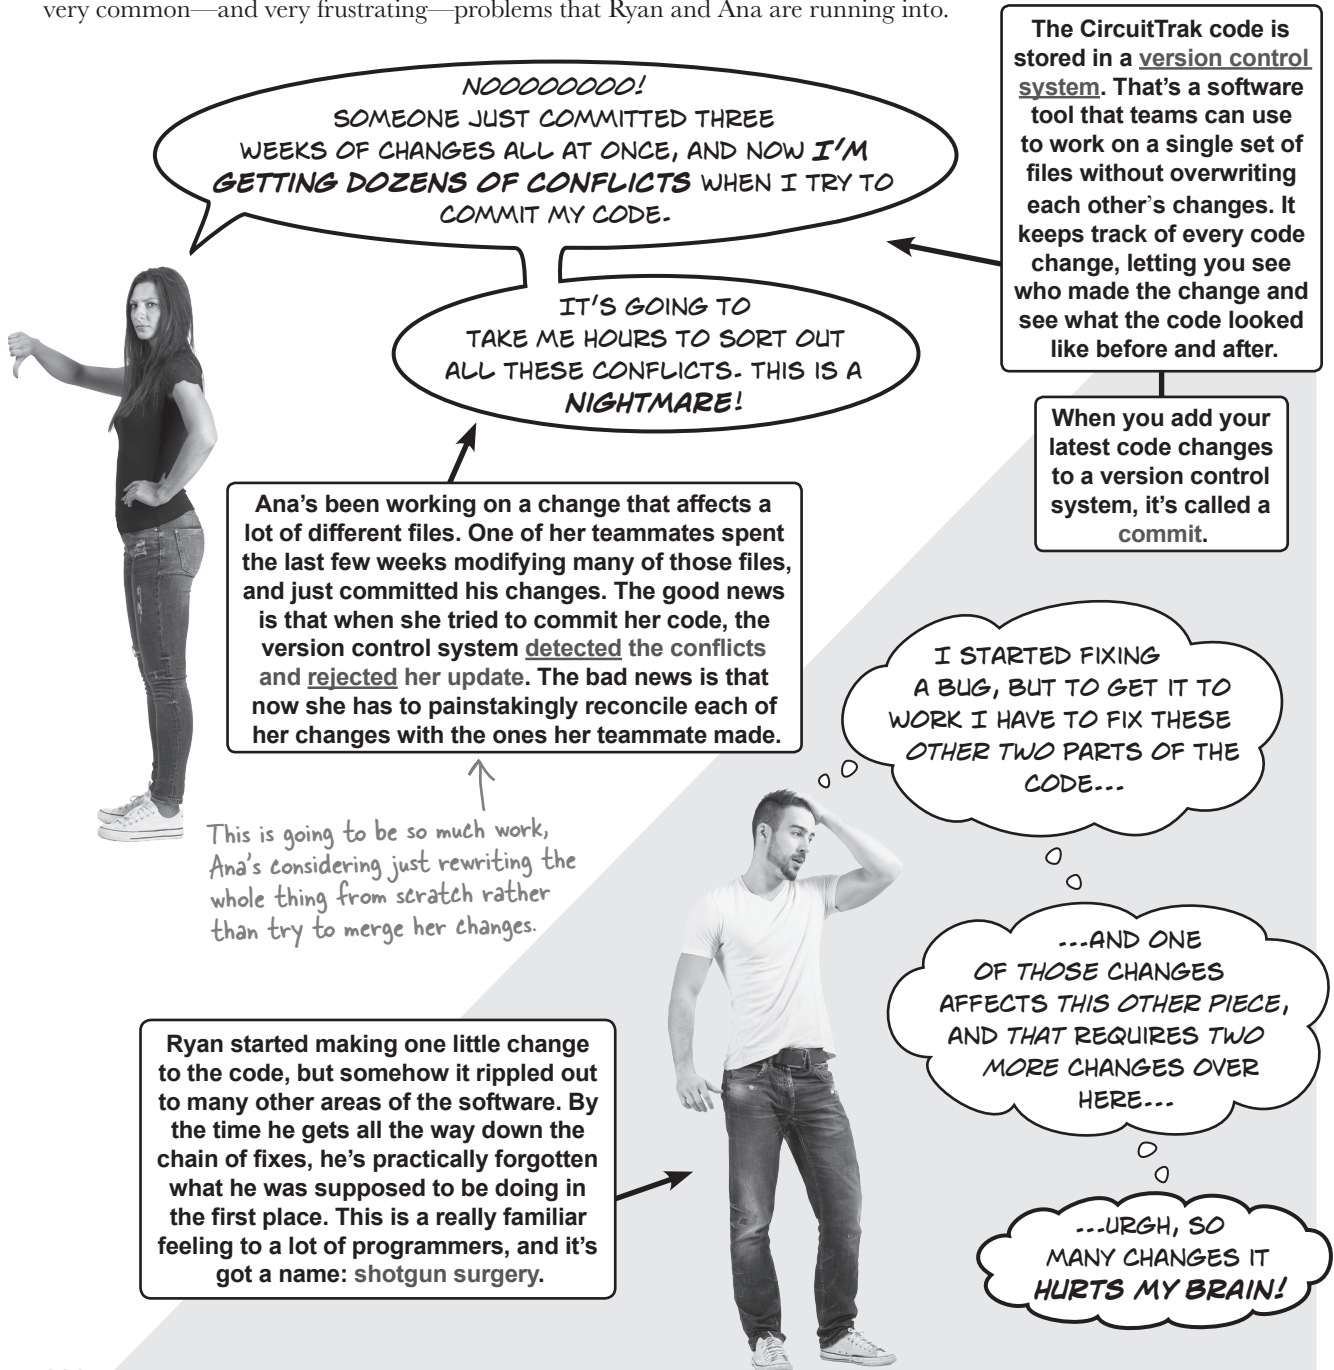 very common—and very frustrating—problems that Ryan and Ana are running into.
The CircuitTrak code is
stored in a version control
system. That's a software
tool that teams can use
to work on a single set of
files without overwriting
each other's changes. It
keeps track of every code
change, letting you see
who made the change and
see what the code looked
like before and after.
NOOOOOOOO!
SOMEONE JUST COMMITTED THREE
WEEKS OF CHANGES ALL AT ONCE, AND NOW I'M
GETTING DOZENS OF CONFLICTS WHEN I TRY TO
COMMIT MY CODE.
IT'S GOING TO
TAKE ME HOURS TO SORT OUT
ALL THESE CONFLICTS. THIS IS A
NIGHTMARE!
When you add your
latest code changes
to a version control
system, it's called a
commit.
Ana's been working on a change that affects a
lot of different files. One of her teammates spent
the last few weeks modifying many of those files,
and just committed his changes. The good news
is that when she tried to commit her code, the
version control system detected the conflicts
and rejected her update. The bad news is that
now she has to painstakingly reconcile each of
her changes with the ones her teammate made.
This is going to be so much work,
Ana's considering just rewriting the
whole thing from scratch rather
than try to merge her changes.
I STARTED FIXING
A BUG, BUT TO GET IT TO
WORK I HAVE TO FIX THESE
OTHER TWO PARTS OF THE
CODE...
...AND ONE
OF THOSE CHANGES
AFFECTS THIS OTHER PIECE,
AND THAT REQUIRES TWO
MORE CHANGES OVER
HERE...
...URGH, SO
MANY CHANGES IT
HURTS MY BRAIN!
Ryan started making one little change
to the code, but somehow it rippled out
to many other areas of the software. By
the time he gets all the way down the
chain of fixes, he's practically forgotten
what he was supposed to be doing in
the first place. This is a really familiar
feeling to a lot of programmers, and it's
got a name: shotgun surgery.